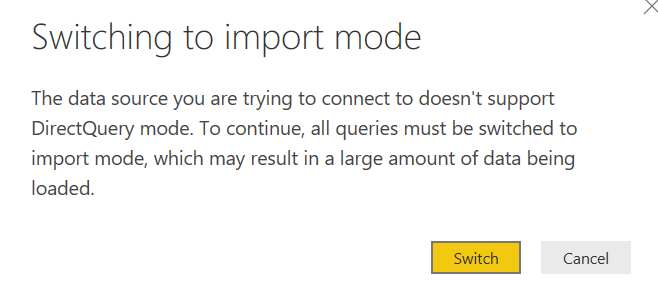 Switching to import mode
The data source you are trying to connect to doesn't support
DirectQuery mode. To continue, all queries must be switched to
import mode, which may result in a large amount of data being
loaded.
Switch Cancel